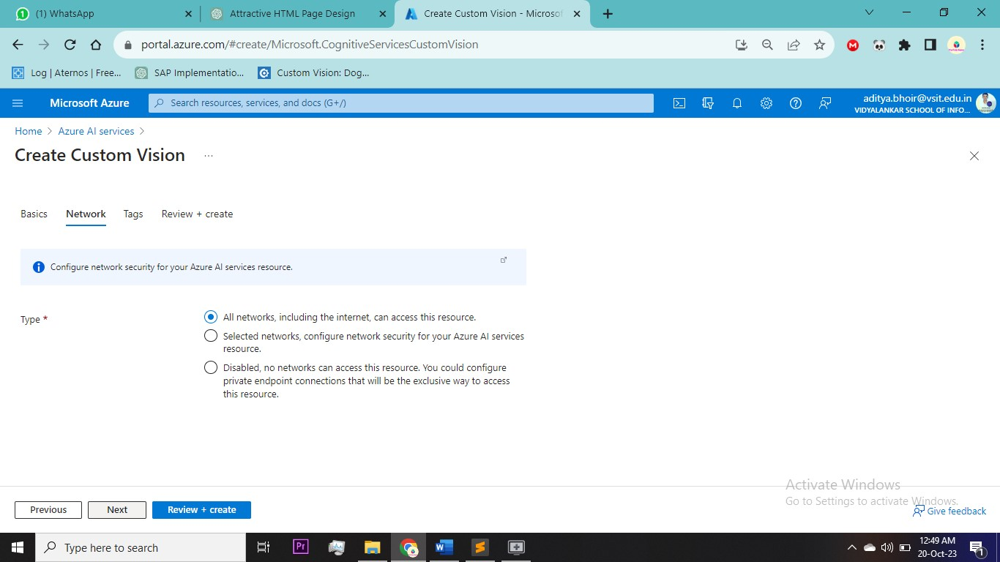 (1) WhatsApp
Attractive HTML Page Design
Create Custom Vision - Microsof
portal.azure.com/#create/Microsoft.CognitiveServicesCustomVision
Log | Aternos | Free...
SAP Implementatio...
Custom Vision: Dog...
Microsoft Azure
Search resources, services, and docs (G+/)
aditya.bhoir@vsit.edu.in
VIDYALANKAR SCHOOL OF INFO...
Home > Azure AI services >
Create Custom Vision ...
Basics
Network
Tags
Review + create
Configure network security for your Azure AI services resource.
Type *
All networks, including the internet, can access this resource.
Selected networks, configure network security for your Azure AI services
resource.
Disabled, no networks can access this resource. You could configure
private endpoint connections that will be the exclusive way to access
this resource.
Activate Windows
Go to Settings to activate Windows.
Previous
Next
Review + create
Give feedback
Type here to search
Pr
12:49 AM
20-Oct-23
1